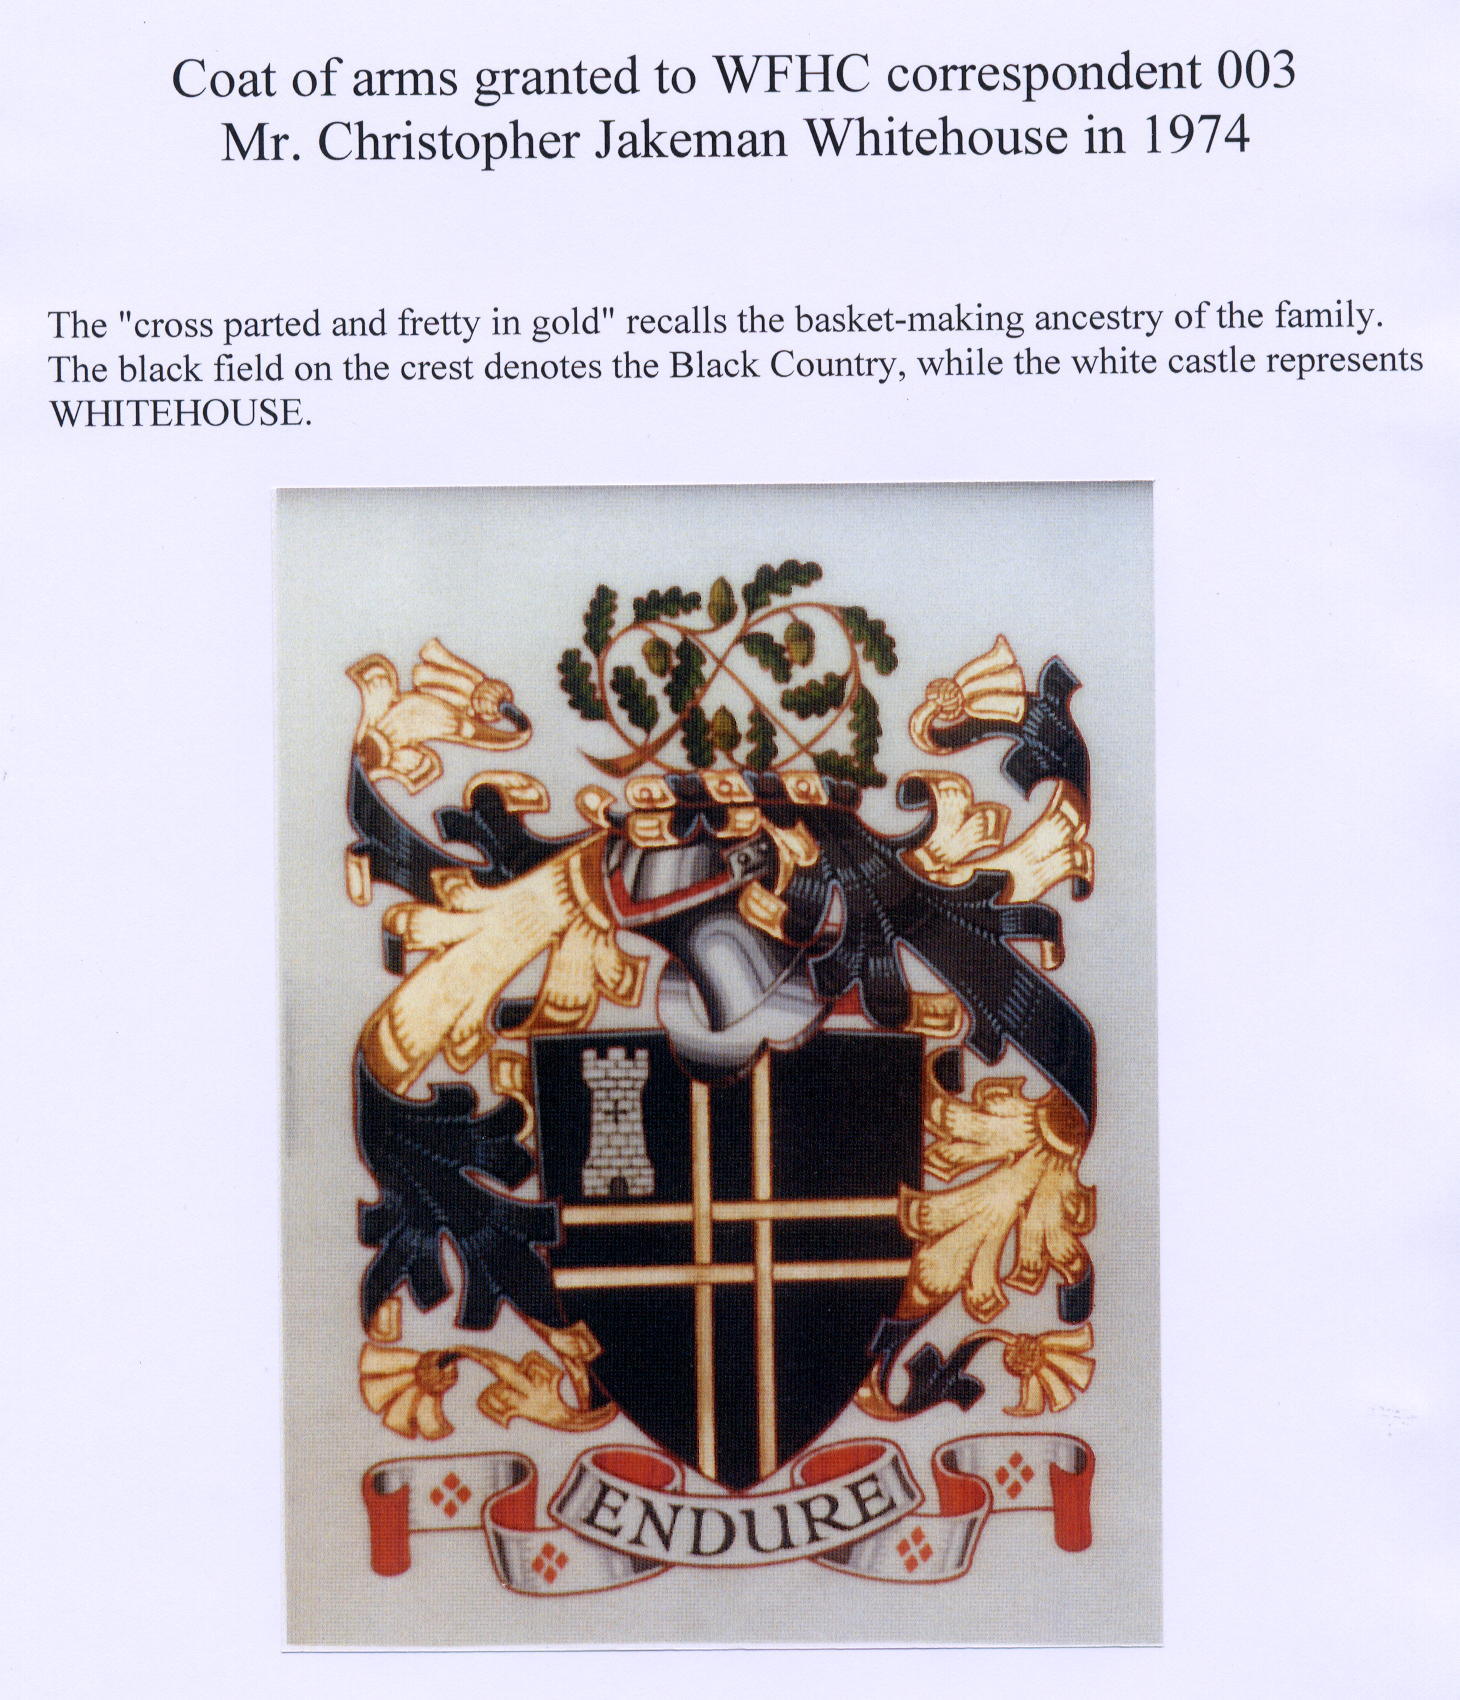 Coat of arms granted to WFHC correspondent 003
Mr. Christopher Jakeman Whitehouse in 1974
The "cross parted and fretty in gold" recalls the basket-making ancestry of the family.
The black field on the crest denotes the Black Country, while the white castle represents
WHITEHOUSE.
ENDURE